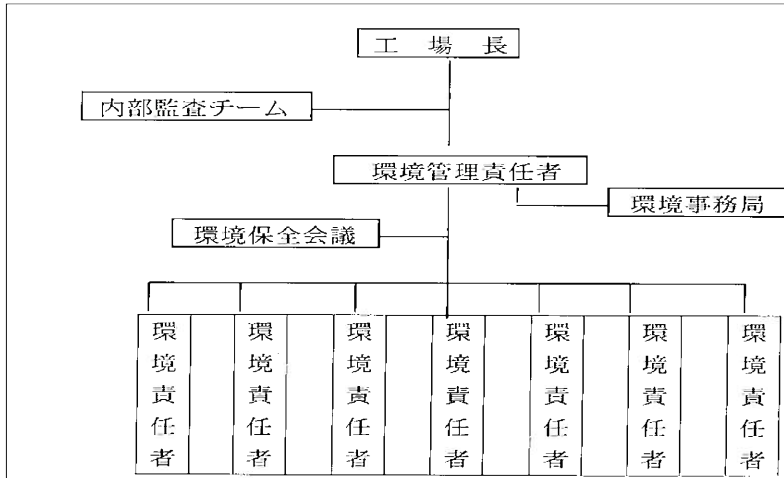 工場長
内部監査チーム
環境管理責任者
環境事務局
環境保全会議
環境責任者
環境責任者
環境責任者
環境責任者
環境責任者
環境責任者
環境責任者